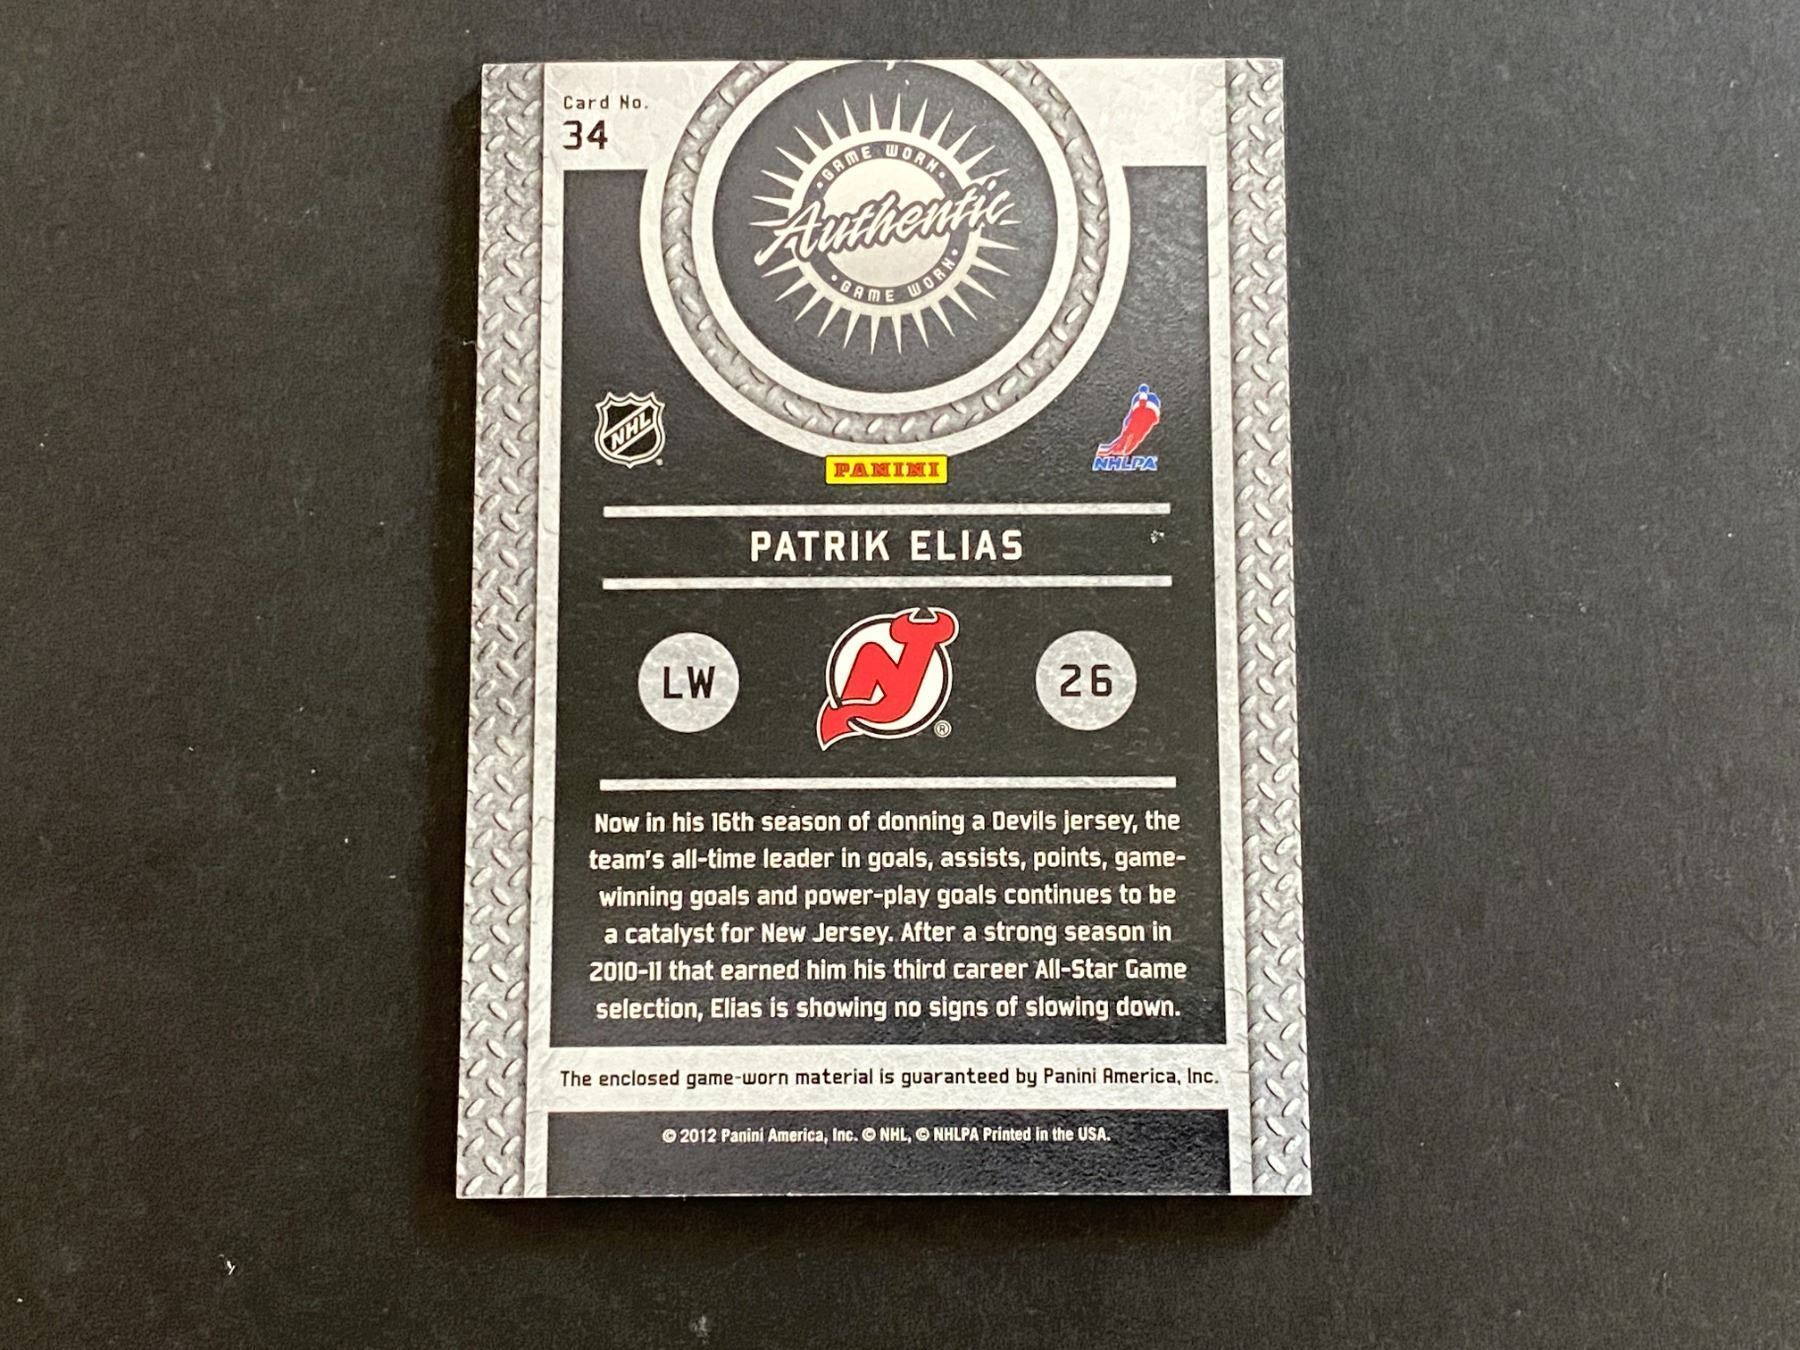 Card No.
34
GAME WORN
Authentic
GAME WORN
NHL
NHLPA
PANINI
PATRIK ELIAS
LW
NJ
26
Now in his 16th season of donning a Devils jersey, the
team's all-time leader in goals, assists, points, game-
winning goals and power-play goals continues to be
a catalyst for New Jersey. After a strong season in
2010-11 that earned him his third career All-Star Game
selection, Elias is showing no signs of slowing down.
The enclosed game-worn material is guaranteed by Panini America, Inc.
© 2012 Panini America, Inc. © NHL, © NHLPA Printed in the USA.